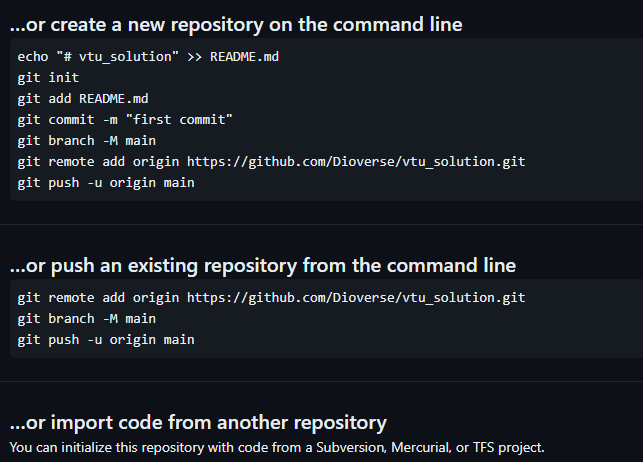 ...or create a new repository on the command line
echo "# vtu_solution" >> README.md
git init
git add README.md
git commit -m "first commit"
git branch -M main
git remote add origin https://github.com/Dioverse/vtu_solution.git
git push -u origin main
...or push an existing repository from the command line
git remote add origin https://github.com/Dioverse/vtu_solution.git
git branch -M main
git push -u origin main
...or import code from another repository
You can initialize this repository with code from a Subversion, Mercurial, or TFS project.